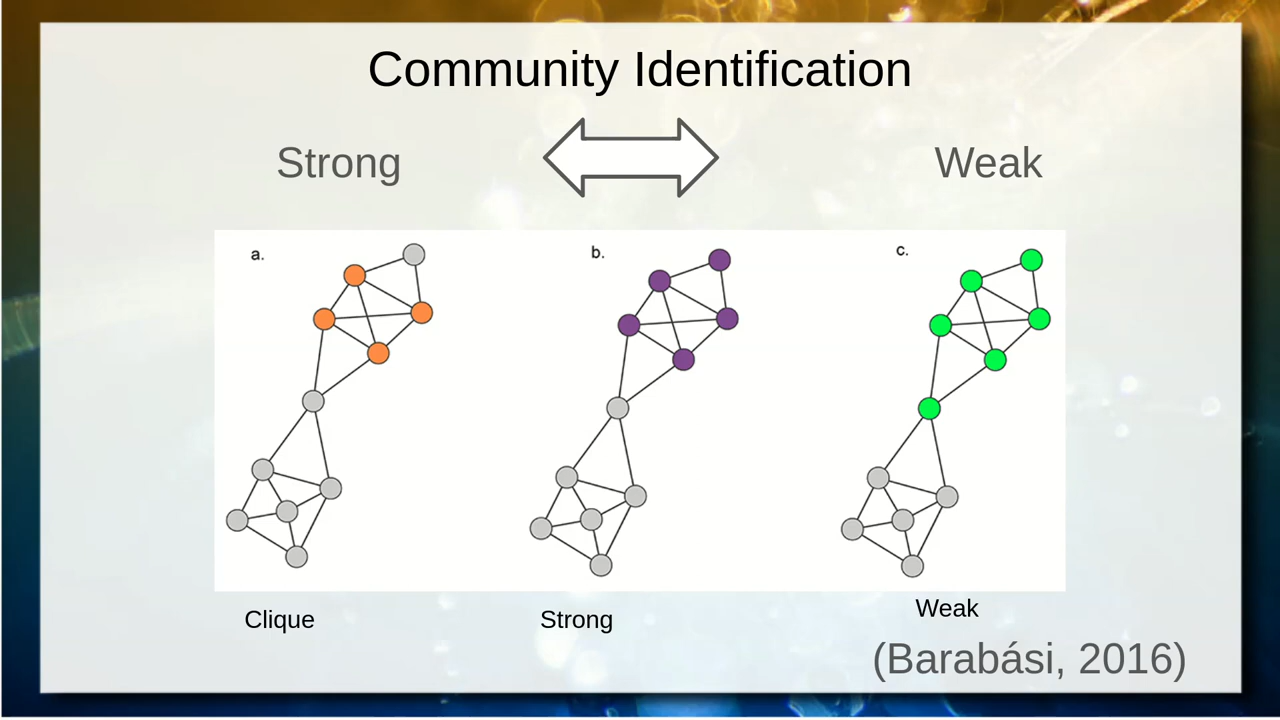 Community Identification
Strong
Weak
a.
b.
c.
Clique
Strong
Weak
(Barabási, 2016)